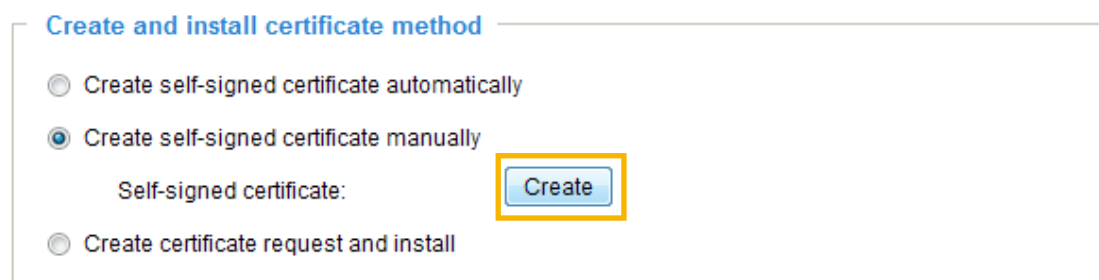 Create and install certificate method
Create self-signed certificate automatically
Create self-signed certificate manually
Self-signed certificate: Create
Create certificate request and install